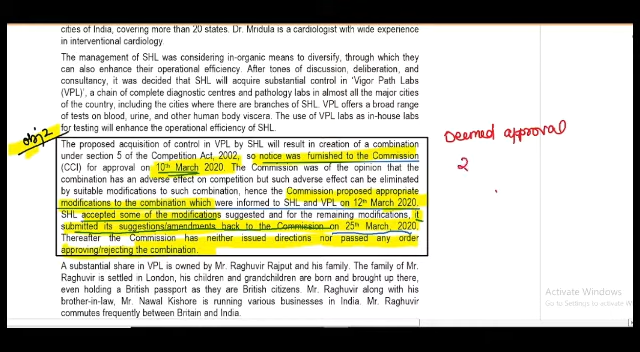 cities of India, covering more than 20 states. Dr. Mridula is a cardiologist with wide experience
in interventional cardiology.
The management of SHL was considering in-organic means to diversify, through which they
can also enhance their operational efficiency. After tones of discussion, deliberation, and
consultancy, it was decided that SHL will acquire substantial control in 'Vigor Path Labs
(VPL)', a chain of complete diagnostic centres and pathology labs in almost all the major cities
of the country, including the cities where there are branches of SHL. VPL offers a broad range
of tests on blood, urine, and other human body viscera. The use of VPL labs as in-house labs
for testing will enhance the operational efficiency of SHL.
obj 2
The proposed acquisition of control in VPL by SHL will result in creation of a combination
under section 5 of the Competition Act, 2002, so notice was furnished to the Commission
(CCI) for approval on 10th March 2020. The Commission was of the opinion that the
combination has an adverse effect on competition but such adverse effect can be eliminated
by suitable modifications to such combination, hence the Commission proposed appropriate
modifications to the combination which were informed to SHL and VPL on 12th March 2020.
SHL accepted some of the modifications suggested and for the remaining modifications, it
submitted its suggestions/amendments back to the Commission on 25th March, 2020.
Thereafter the Commission has neither issued directions nor passed any order
approving/rejecting the combination.
A substantial share in VPL is owned by Mr. Raghuvir Rajput and his family. The family of Mr.
Raghuvir is settled in London, his children and grandchildren are born and brought up there,
even holding a British passport as they are British citizens. Mr. Raghuvir along with his
brother-in-law, Mr. Nawal Kishore is running various businesses in India. Mr. Raghuvir
commutes frequently between Britain and India.
Deemed approval
2
Activate Windows
Go to Settings to activate W